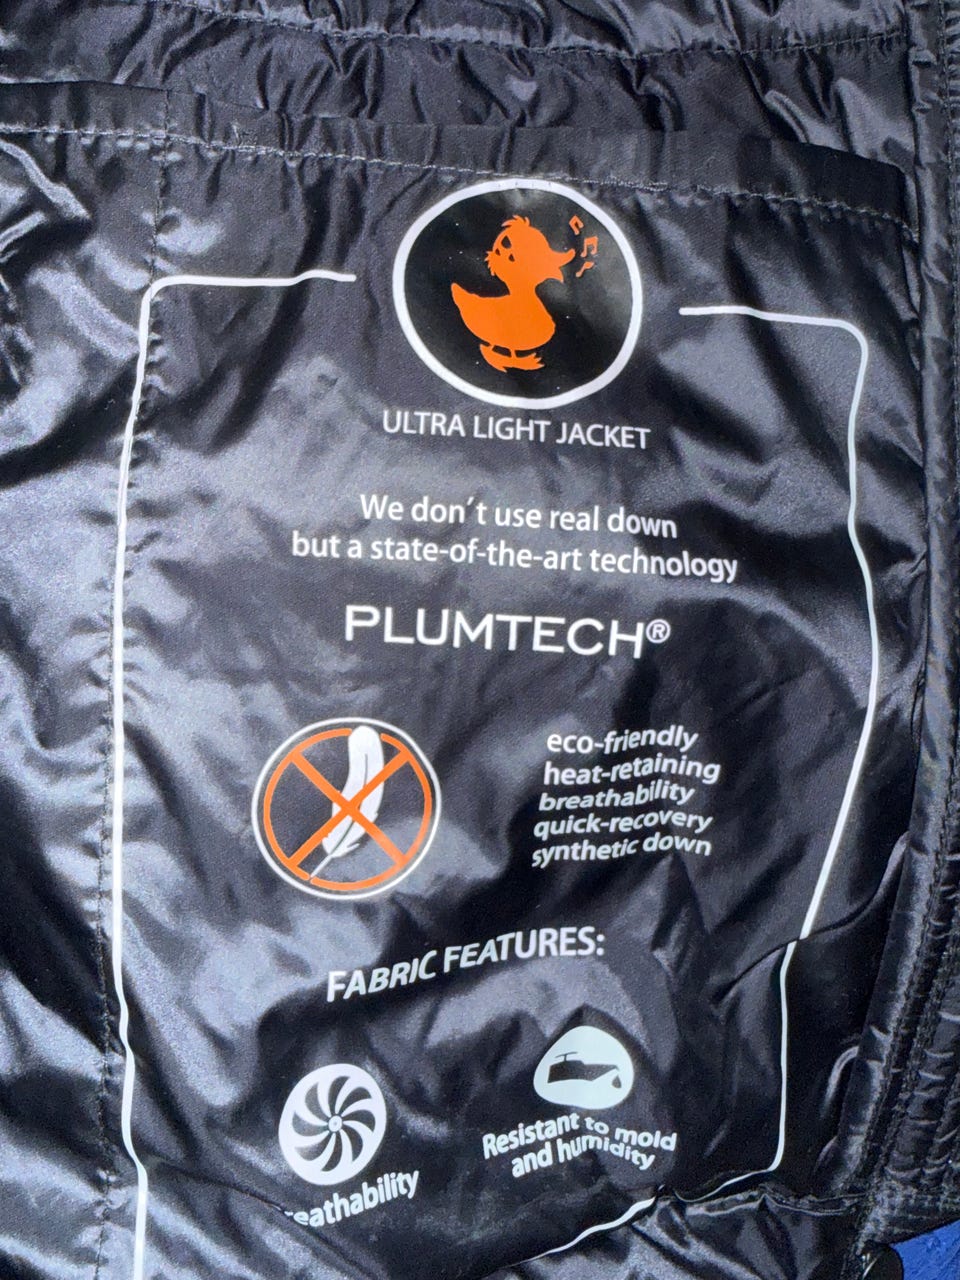 ULTRA LIGHT JACKET
We don't use real down
but a state-of-the-art technology
PLUMTECH®
eco-friendly
heat-retaining
breathability
quick-recovery
synthetic down
FABRIC FEATURES:
Resistant to mold
and humidity
eathability